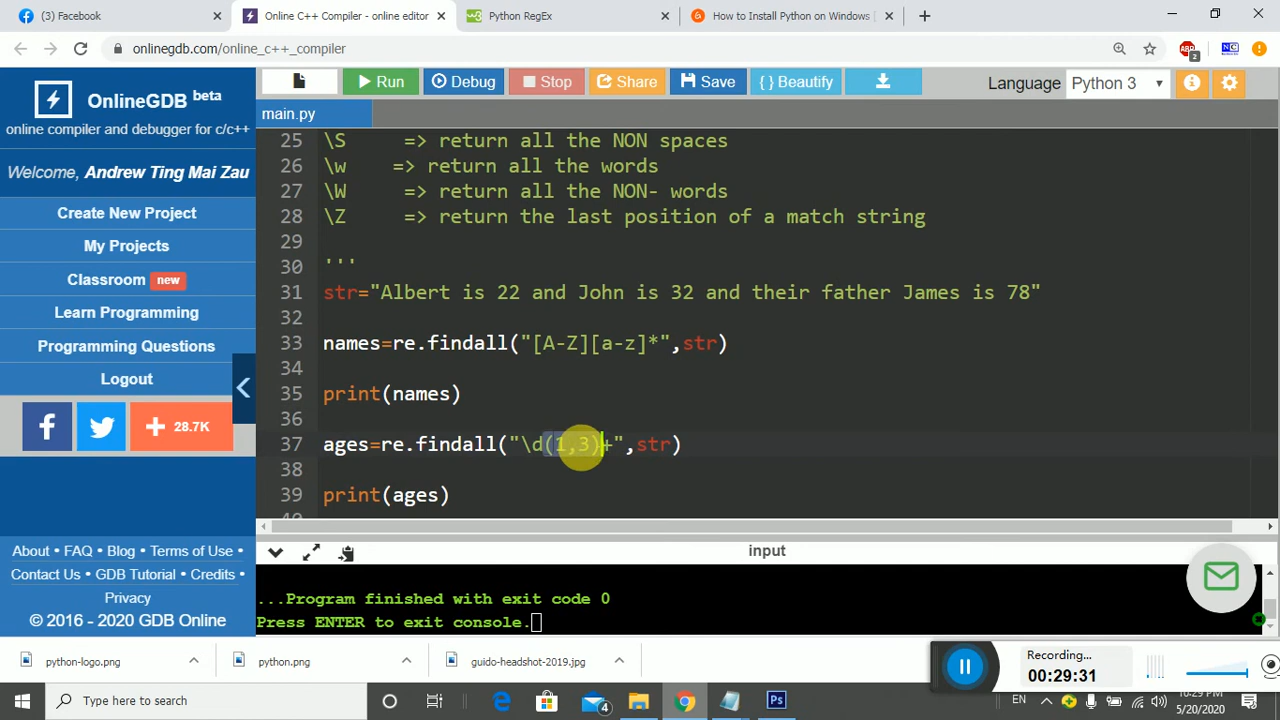 (3) Facebook
Online C++ Compiler - online editor
Python RegEx
How to Install Python on Windows
onlinegdb.com/online_c++_compiler
OnlineGDB beta
online compiler and debugger for c/c++
Welcome, Andrew Ting Mai Zau
Create New Project
My Projects
Classroom new
Learn Programming
Programming Questions
Logout
28.7K
About • FAQ • Blog • Terms of Use •
Contact Us • GDB Tutorial • Credits •
Privacy
© 2016 - 2020 GDB Online
Run Debug Stop Share Save { } Beautify Language Python 3
main.py
25 \S => return all the NON spaces
26 \w => return all the words
27 \W => return all the NON- words
28 \Z => return the last position of a match string
29
30 '''
31 str="Albert is 22 and John is 32 and their father James is 78"
32
33 names=re.findall("[A-Z][a-z]*",str)
34
35 print(names)
36
37 ages=re.findall("\d(1,3)+",str)
38
39 print(ages)
input
...Program finished with exit code 0
Press ENTER to exit console.
python-logo.png
python.png
guido-headshot-2019.jpg
Recording...
00:29:31
Type here to search
4
EN
10:29 PM
5/20/2020